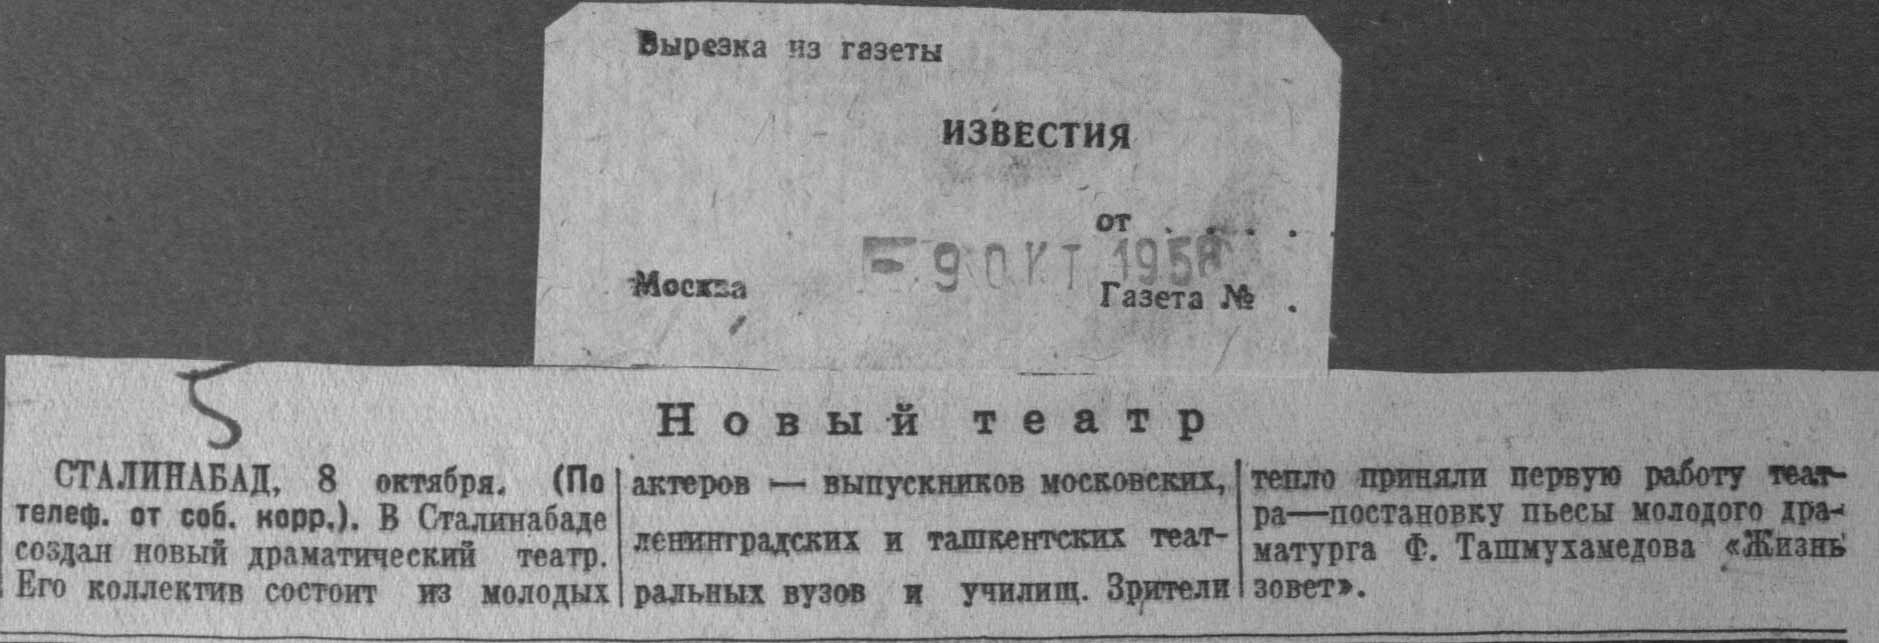 Вырезка из газеты
ИЗВЕСТИЯ
от . . . .
- 9 ОКТ 1958
Москва
Газета № .
5
Новый театр
СТАЛИНАБАД, 8 октября. (По
телеф. от соб. корр.). В Сталинабаде
создан новый драматический театр.
Его коллектив состоит из молодых
актеров — выпускников московских,
ленинградских и ташкентских теат-
ральных вузов и училищ. Зрители
тепло приняли первую работу теат-
ра—постановку пьесы молодого дра-
матурга Ф. Ташмухамедова «Жизнь
зовет».